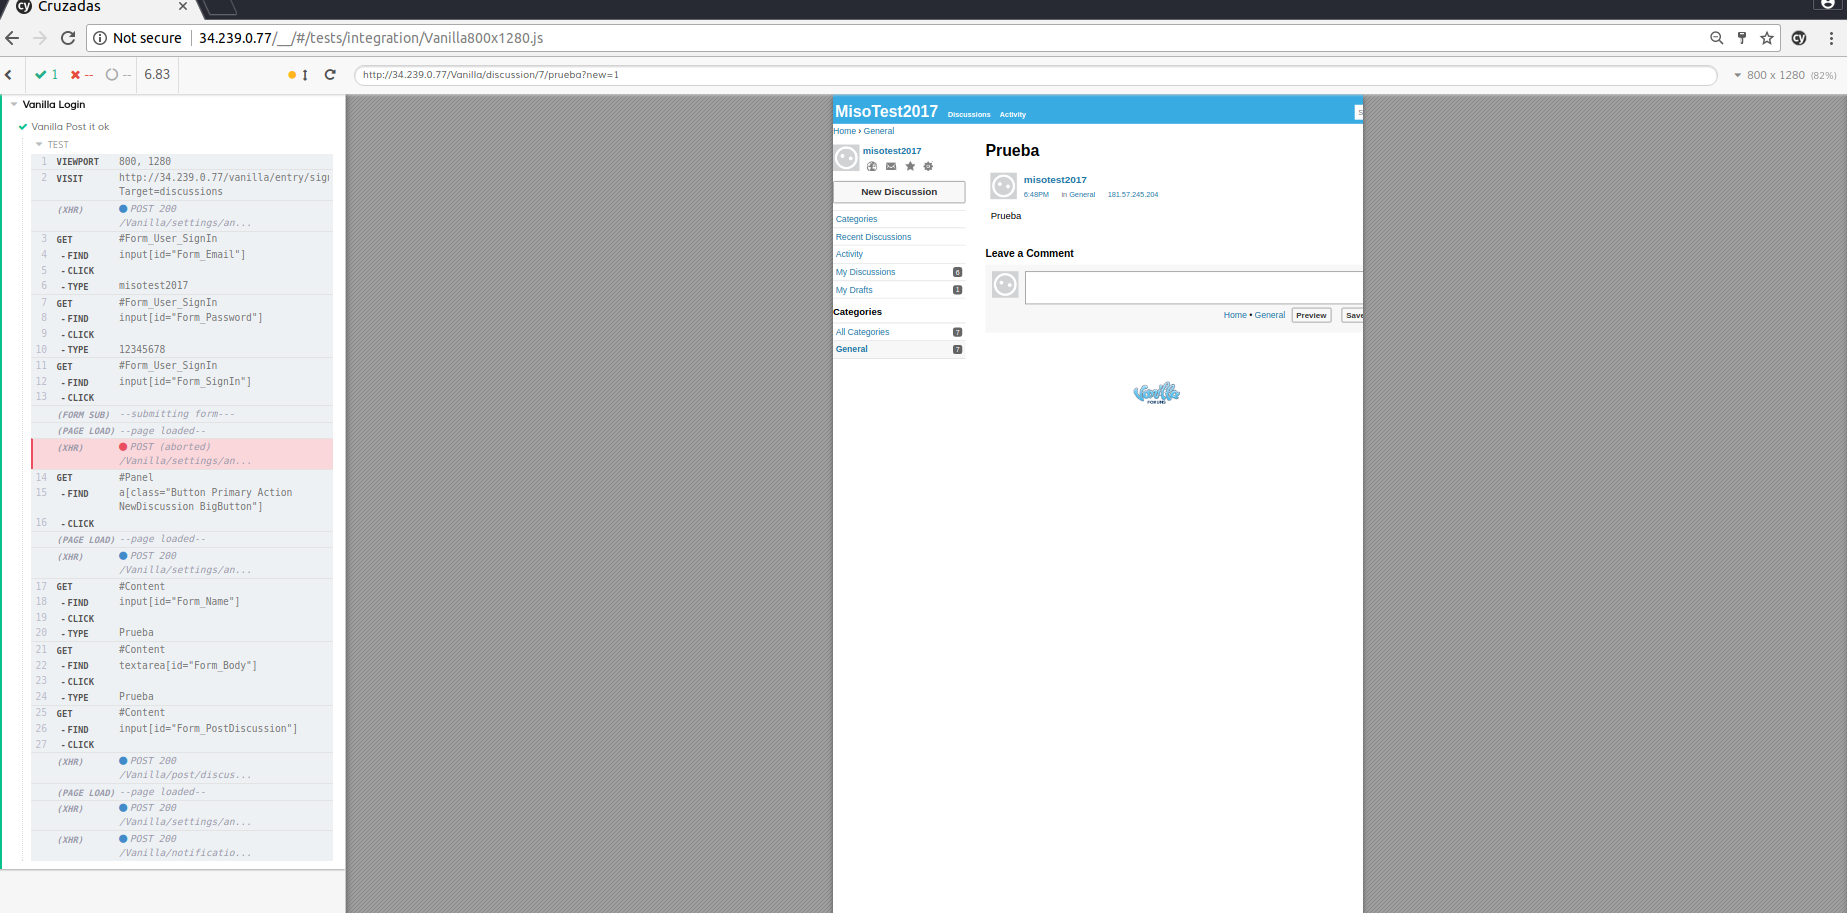 Cruzadas
Not secure 34.239.0.77/__/#/tests/integration/Vanilla800x1280.js
1 -- -- 6.83
http://34.239.0.77/Vanilla/discussion/7/prueba?new=1
800 x 1280 (82%)
Vanilla Login
Vanilla Post it ok
TEST
1 VIEWPORT 800, 1280
2 VISIT http://34.239.0.77/vanilla/entry/sign
Target=discussions
(XHR) POST 200
/Vanilla/settings/an...
3 GET #Form_User_SignIn
4 - FIND input[id="Form_Email"]
5 - CLICK
6 - TYPE misotest2017
7 GET #Form_User_SignIn
8 - FIND input[id="Form_Password"]
9 - CLICK
10 - TYPE 12345678
11 GET #Form_User_SignIn
12 - FIND input[id="Form_SignIn"]
13 - CLICK
(FORM SUB) --submitting form---
(PAGE LOAD) --page loaded--
(XHR) POST (aborted)
/Vanilla/settings/an...
14 GET #Panel
15 - FIND a[class="Button Primary Action
NewDiscussion BigButton"]
16 - CLICK
(PAGE LOAD) --page loaded--
(XHR) POST 200
/Vanilla/settings/an...
17 GET #Content
18 - FIND input[id="Form_Name"]
19 - CLICK
20 - TYPE Prueba
21 GET #Content
22 - FIND textarea[id="Form_Body"]
23 - CLICK
24 - TYPE Prueba
25 GET #Content
26 - FIND input[id="Form_PostDiscussion"]
27 - CLICK
(XHR) POST 200
/Vanilla/post/discus...
(PAGE LOAD) --page loaded--
(XHR) POST 200
/Vanilla/settings/an...
(XHR) POST 200
/Vanilla/notificatio...
MisoTest2017 Discussions Activity
Home › General
misotest2017
New Discussion
Categories
Recent Discussions
Activity
My Discussions 6
My Drafts 1
Categories
All Categories 7
General 7
Prueba
misotest2017
6:48PM in General 181.57.245.204
Prueba
Leave a Comment
Home • General Preview Save
Vanilla
FORUMS